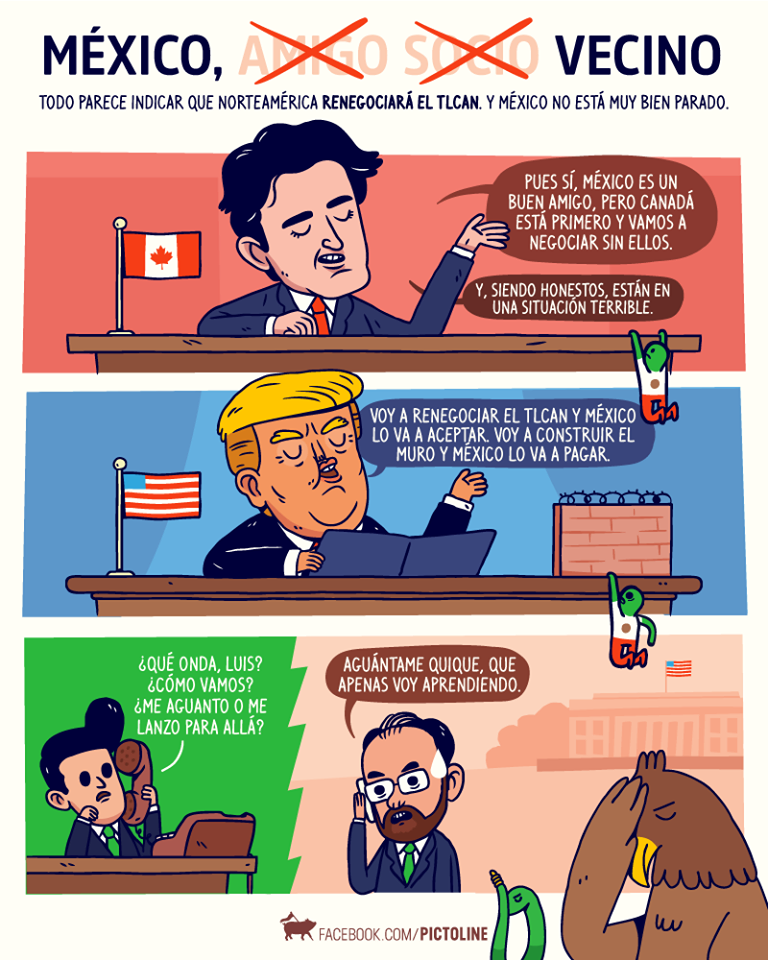 MÉXICO, AMIGO SOCIO VECINO
TODO PARECE INDICAR QUE NORTEAMÉRICA RENEGOCIARÁ EL TLCAN. Y MÉXICO NO ESTÁ MUY BIEN PARADO.
PUES SÍ, MÉXICO ES UN
BUEN AMIGO, PERO CANADÁ
ESTÁ PRIMERO Y VAMOS A
NEGOCIAR SIN ELLOS.
Y, SIENDO HONESTOS, ESTÁN EN
UNA SITUACIÓN TERRIBLE.
VOY A RENEGOCIAR EL TLCAN Y MÉXICO
LO VA A ACEPTAR. VOY A CONSTRUIR EL
MURO Y MÉXICO LO VA A PAGAR.
¿QUÉ ONDA, LUIS?
¿CÓMO VAMOS?
¿ME AGUANTO O ME
LANZO PARA ALLÁ?
AGUÁNTAME QUIQUE, QUE
APENAS VOY APRENDIENDO.
FACEBOOK.COM/PICTOLINE